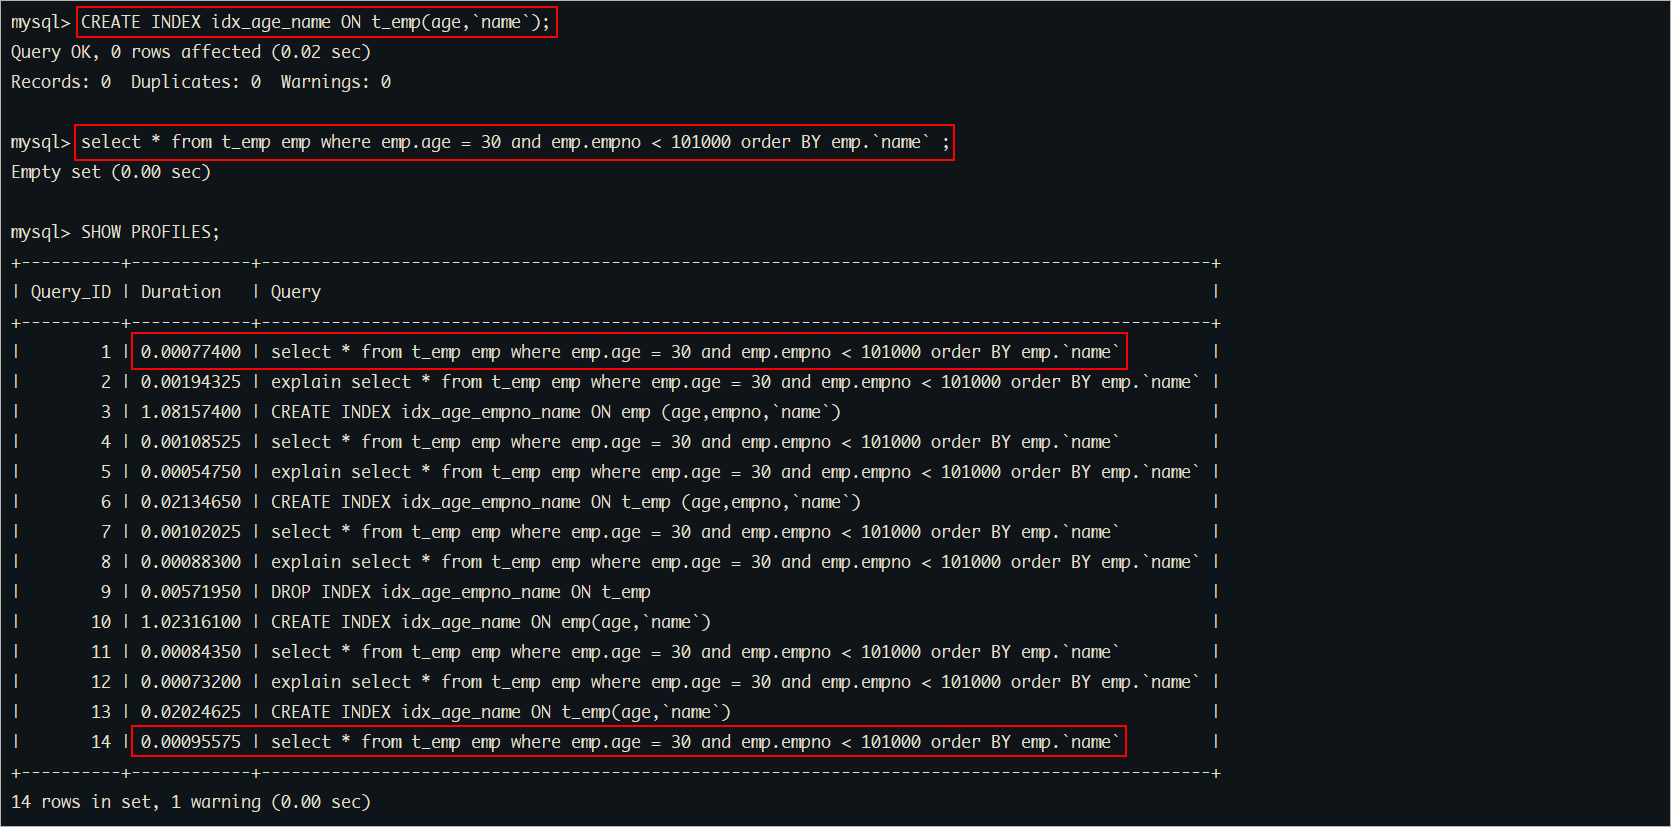 mysql> CREATE INDEX idx_age_name ON t_emp(age,`name`);
Query OK, 0 rows affected (0.02 sec)
Records: 0  Duplicates: 0  Warnings: 0

mysql> select * from t_emp emp where emp.age = 30 and emp.empno < 101000 order BY emp.`name` ;
Empty set (0.00 sec)

mysql> SHOW PROFILES;
+----------+------------+-----------------------------------------------------------------------------------------------+
| Query_ID | Duration   | Query                                                                                         |
+----------+------------+-----------------------------------------------------------------------------------------------+
|        1 | 0.00077400 | select * from t_emp emp where emp.age = 30 and emp.empno < 101000 order BY emp.`name`         |
|        2 | 0.00194325 | explain select * from t_emp emp where emp.age = 30 and emp.empno < 101000 order BY emp.`name` |
|        3 | 1.08157400 | CREATE INDEX idx_age_empno_name ON emp (age,empno,`name`)                                     |
|        4 | 0.00108525 | select * from t_emp emp where emp.age = 30 and emp.empno < 101000 order BY emp.`name`         |
|        5 | 0.00054750 | explain select * from t_emp emp where emp.age = 30 and emp.empno < 101000 order BY emp.`name` |
|        6 | 0.02134650 | CREATE INDEX idx_age_empno_name ON t_emp (age,empno,`name`)                                   |
|        7 | 0.00102025 | select * from t_emp emp where emp.age = 30 and emp.empno < 101000 order BY emp.`name`         |
|        8 | 0.00088300 | explain select * from t_emp emp where emp.age = 30 and emp.empno < 101000 order BY emp.`name` |
|        9 | 0.00571950 | DROP INDEX idx_age_empno_name ON t_emp                                                        |
|       10 | 1.02316100 | CREATE INDEX idx_age_name ON emp(age,`name`)                                                  |
|       11 | 0.00084350 | select * from t_emp emp where emp.age = 30 and emp.empno < 101000 order BY emp.`name`         |
|       12 | 0.00073200 | explain select * from t_emp emp where emp.age = 30 and emp.empno < 101000 order BY emp.`name` |
|       13 | 0.02024625 | CREATE INDEX idx_age_name ON t_emp(age,`name`)                                                |
|       14 | 0.00095575 | select * from t_emp emp where emp.age = 30 and emp.empno < 101000 order BY emp.`name`         |
+----------+------------+-----------------------------------------------------------------------------------------------+
14 rows in set, 1 warning (0.00 sec)